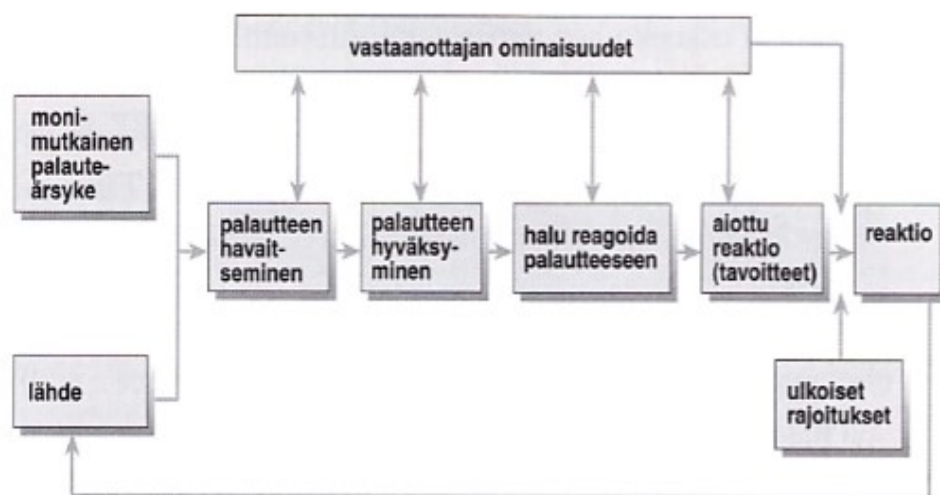 vastaanottajan ominaisuudet
moni-
mutkainen
palaute-
ärsyke
palautteen
havait-
seminen
palautteen
hyväksy-
minen
halu reagoida
palautteeseen
aiottu
reaktio
(tavoitteet)
reaktio
lähde
ulkoiset
rajoitukset